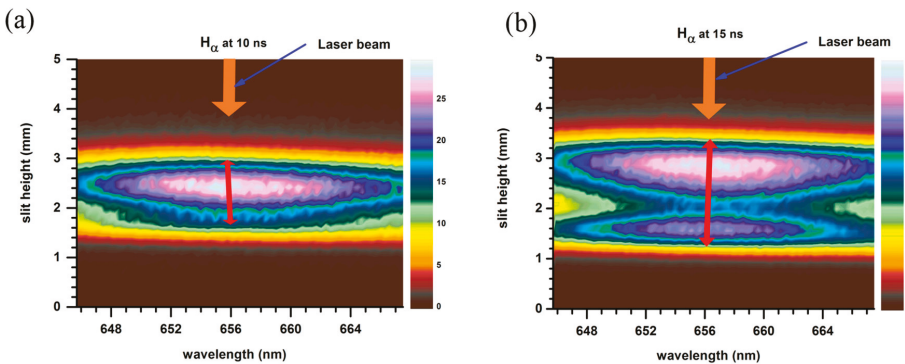 (a)
H α at 10 ns
Laser beam
5
4
3
2
1
0
slit height (mm)
648 652 656 660 664
wavelength (nm)
25
20
15
10
5
0
(b)
H α at 15 ns
Laser beam
5
4
3
2
1
0
slit height (mm)
648 652 656 660 664
wavelength (nm)